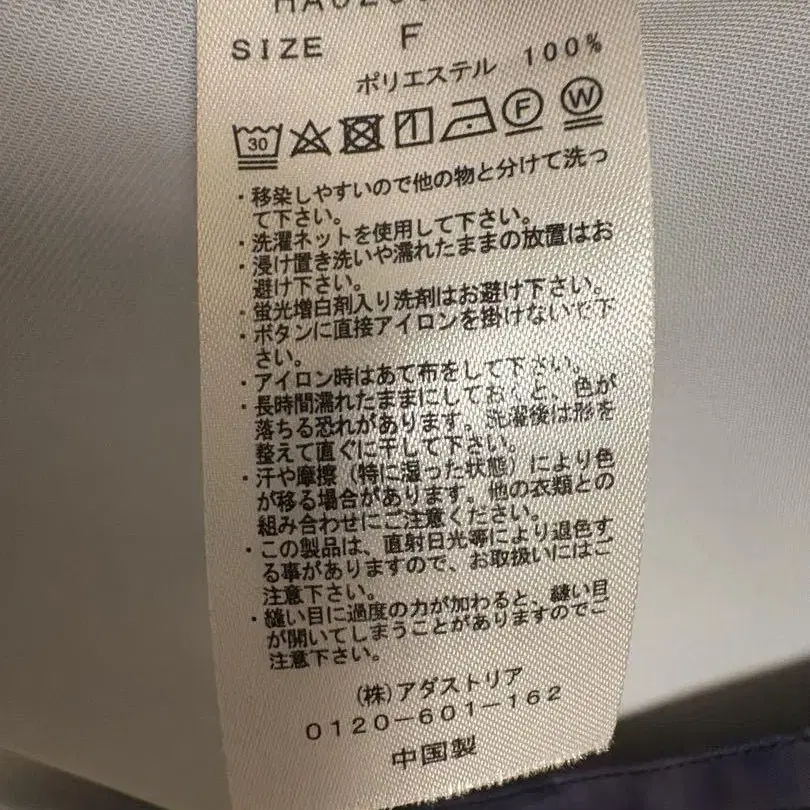 SIZE F
ポリエステル 100%
30 F W
・移染しやすいので他の物と分けて洗っ
て下さい。
・洗濯ネットを使用して下さい。
・浸け置き洗いや濡れたままの放置はお
避け下さい。
・蛍光増白剤入り洗剤はお避け下さい。
・ボタンに直接アイロンを掛けないで下
さい。
・アイロン時はあて布をして下さい。
・長時間濡れたままにしておくと、色が
落ちる恐れがあります。洗濯後は形を
整えて直ぐに干して下さい。
・汗や摩擦（特に湿った状態）により色
が移る場合があります。他の衣類との
組み合わせにご注意ください。
・この製品は、直射日光等により退色す
る事がありますので、お取扱いにはご
注意下さい。
・縫い目に過度の力が加わると、縫い目
が開いてしまうことがありますのでご
注意下さい。
(株)アダストリア
0120-601-162
中国製